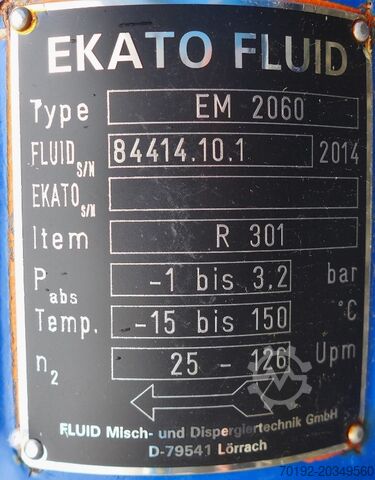 EKATO FLUID
Type EM 2060
FLUID S/N 84414.10.1 2014
EKATO S/N
Item R 301
P abs -1 bis 3,2 bar
Temp. -15 bis 150 °C
n2 25 - 126 Upm
FLUID Misch- und Dispergiertechnik GmbH
D-79541 Lörrach
70192-20349560